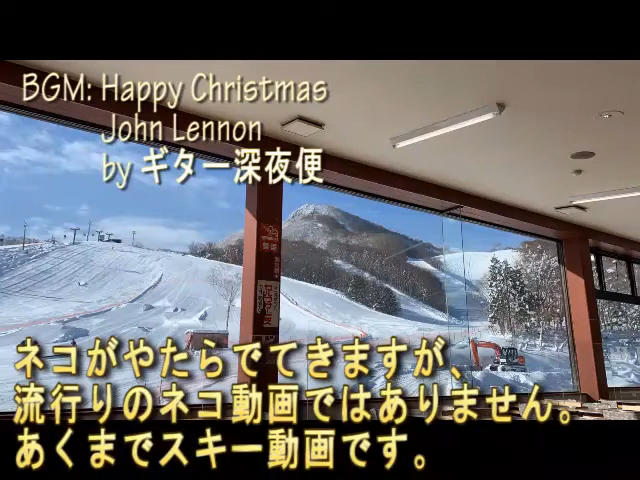 BGM: Happy Christmas
John Lennon
by ギター深夜便
ネコがやたらでてきますが、
流行りのネコ動画ではありません。
あくまでスキー動画です。